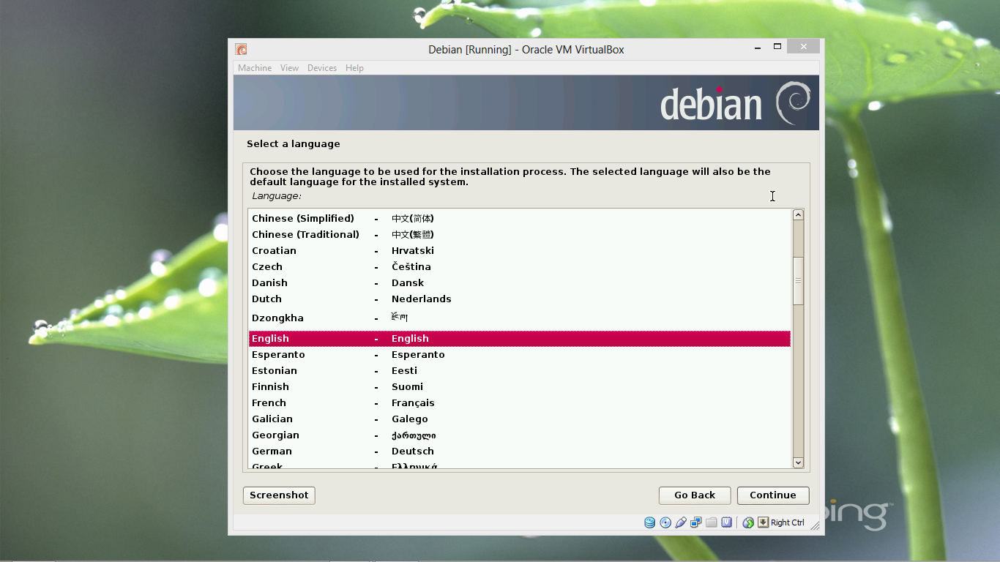 Debian [Running] - Oracle VM VirtualBox
Machine View Devices Help
debian
Select a language
Choose the language to be used for the installation process. The selected language will also be the
default language for the installed system.
Language:
Chinese (Simplified) - 中文(简体)
Chinese (Traditional) - 中文(繁體)
Croatian - Hrvatski
Czech - Čeština
Danish - Dansk
Dutch - Nederlands
Dzongkha - རྫོང་ཁ།
English - English
Esperanto - Esperanto
Estonian - Eesti
Finnish - Suomi
French - Français
Galician - Galego
Georgian - ქართული
German - Deutsch
Greek - Ελληνικά
Screenshot Go Back Continue
Right Ctrl
bing™